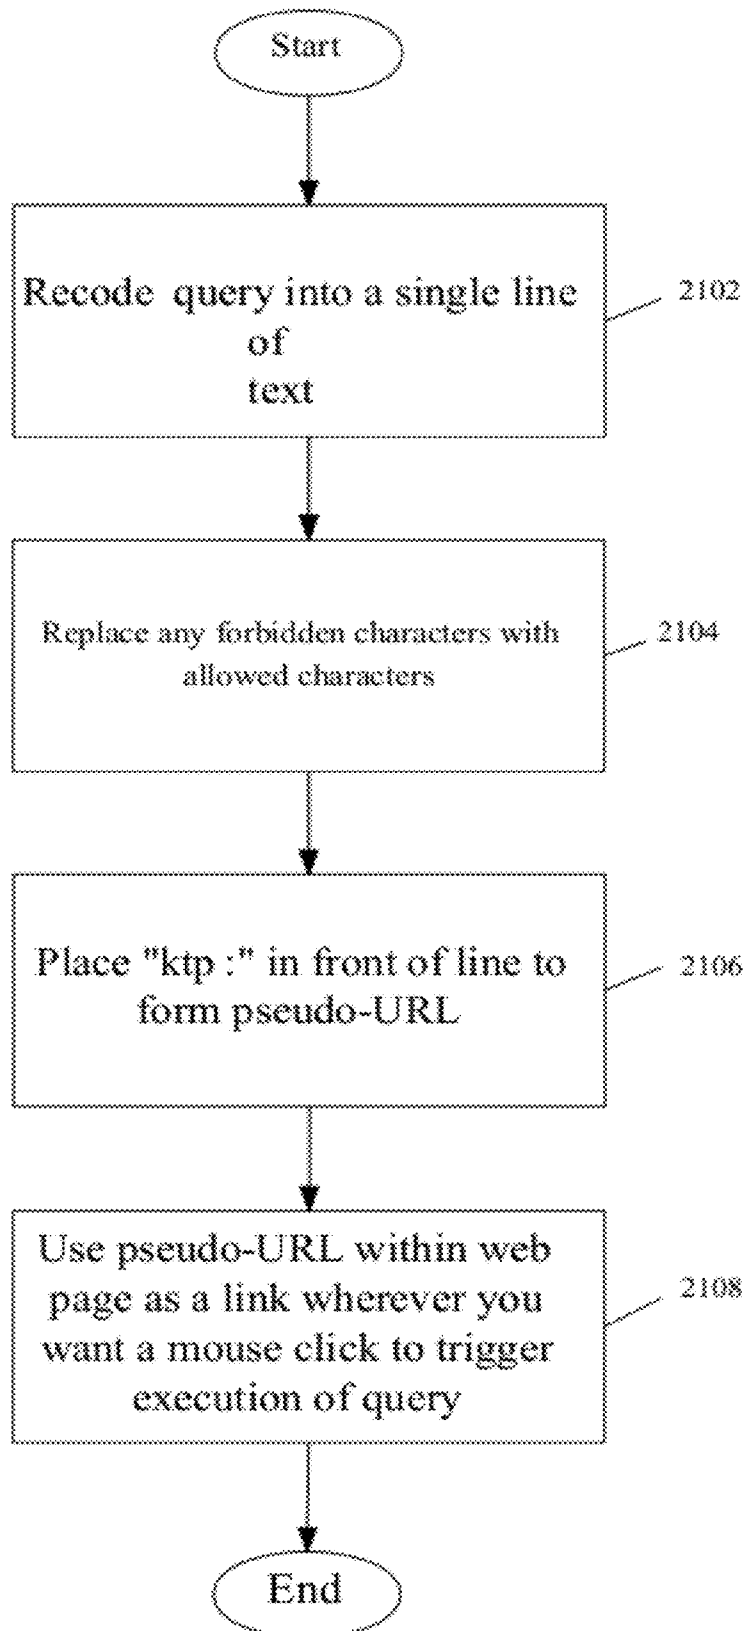 Start
Recode query into a single line
of
text
2102
Replace any forbidden characters with
allowed characters
2104
Place "ktp :" in front of line to
form pseudo-URL
2106
Use pseudo-URL within web
page as a link wherever you
want a mouse click to trigger
execution of query
2108
End